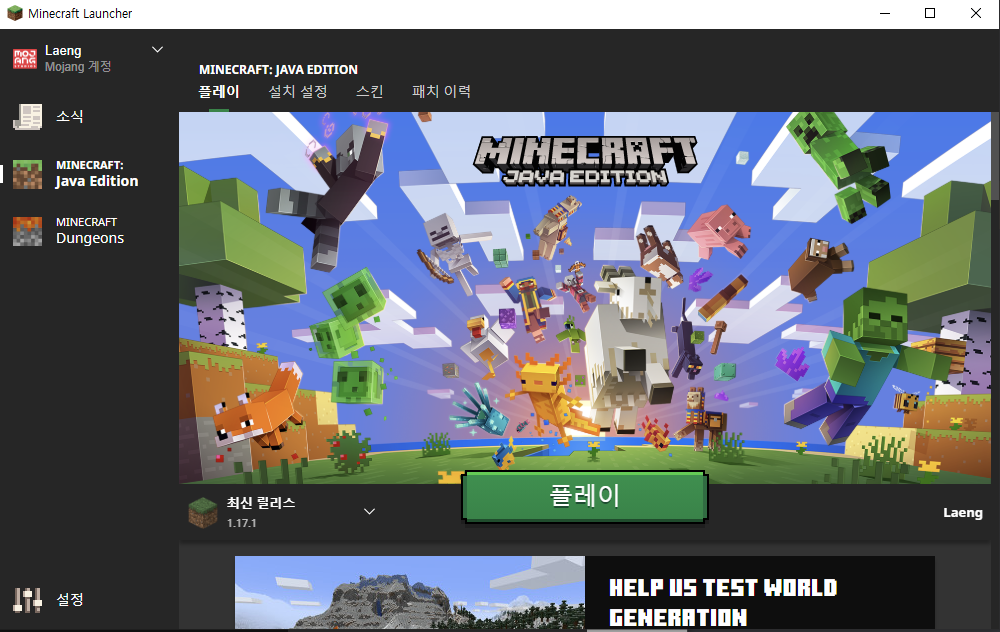 Minecraft Launcher
MOJANG
STUDIOS
Laeng
Mojang 계정
소식
MINECRAFT:
Java Edition
MINECRAFT
Dungeons
설정
MINECRAFT: JAVA EDITION
플레이 설치 설정 스킨 패치 이력
MINECRAFT
JAVA EDITION
최신 릴리스
1.17.1
플레이
Laeng
HELP US TEST WORLD
GENERATION